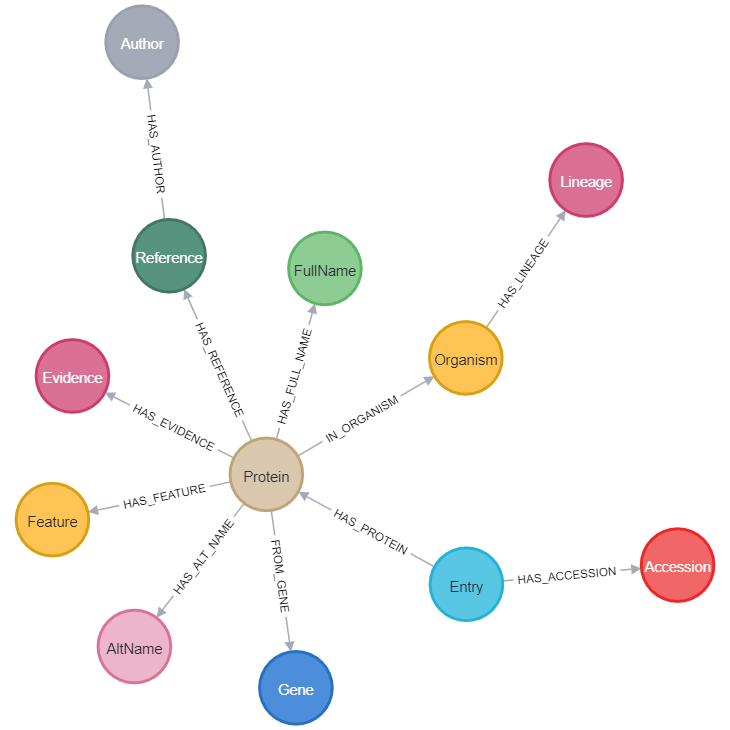 Author
HAS_AUTHOR
Lineage
Reference
FullName
HAS_LINEAGE
HAS_REFERENCE
HAS_FULL_NAME
Organism
Evidence
HAS_EVIDENCE
IN_ORGANISM
Protein
HAS_FEATURE
Feature
HAS_PROTEIN
HAS_ALT_NAME
FROM_GENE
Entry
HAS_ACCESSION
Accession
AltName
Gene